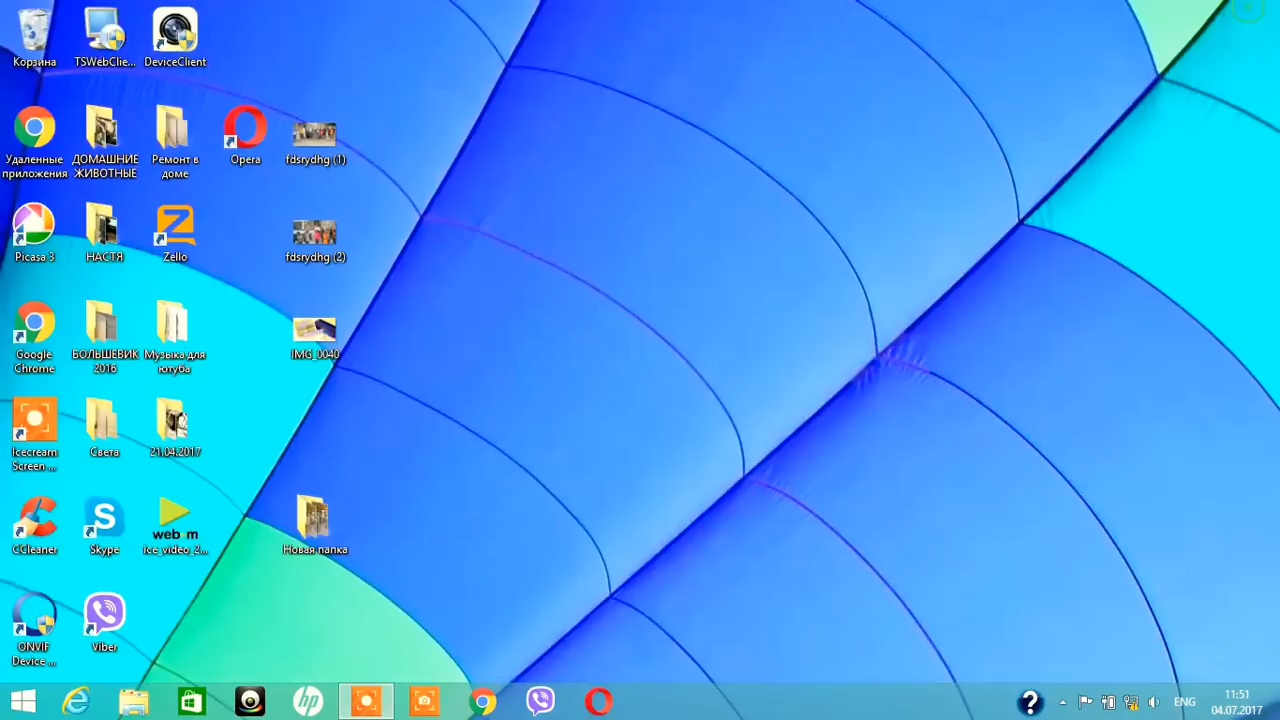 Корзина
TSWebClie...
DeviceClient
Удаленные
приложения
ДОМАШНИЕ
ЖИВОТНЫЕ
Ремонт в
доме
Opera
fdsrydhg (1)
Picasa 3
НАСТЯ
Zello
fdsrydhg (2)
Google
Chrome
БОЛЬШЕВИК
2016
Музыка для
ютуба
IMG_0040
Icecream
Screen ...
Света
21.04.2017
CCleaner
Skype
web m
ice_video_2...
Новая папка
ONVIF
Device ...
Viber
hp
?
ENG
11:51
04.07.2017